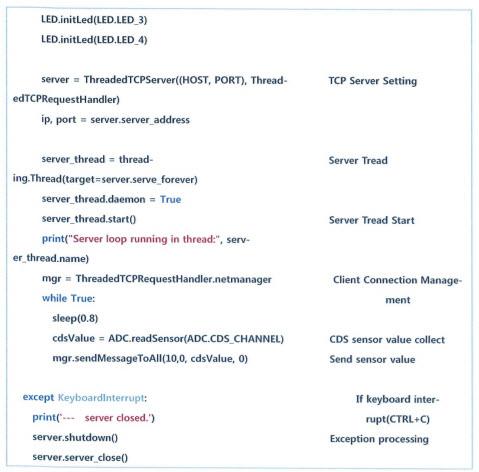 LED.initLed(LED.LED_3)
LED.initLed(LED.LED_4)
server = ThreadedTCPServer((HOST, PORT), Thread- TCP Server Setting
edTCPRequestHandler)
ip, port = server.server_address
server_thread = thread- Server Tread
ing.Thread(target=server.serve_forever)
server_thread.daemon = True
server_thread.start() Server Tread Start
print("Server loop running in thread:", serv-
er_thread.name)
mgr = ThreadedTCPRequestHandler.netmanager Client Connection Manage-
while True: ment
sleep(0.8)
cdsValue = ADC.readSensor(ADC.CDS_CHANNEL) CDS sensor value collect
mgr.sendMessageToAll(10,0, cdsValue, 0) Send sensor value
except KeyboardInterrupt: If keyboard inter-
print('--- server closed.') rupt(CTRL+C)
server.shutdown() Exception processing
server.server_close()